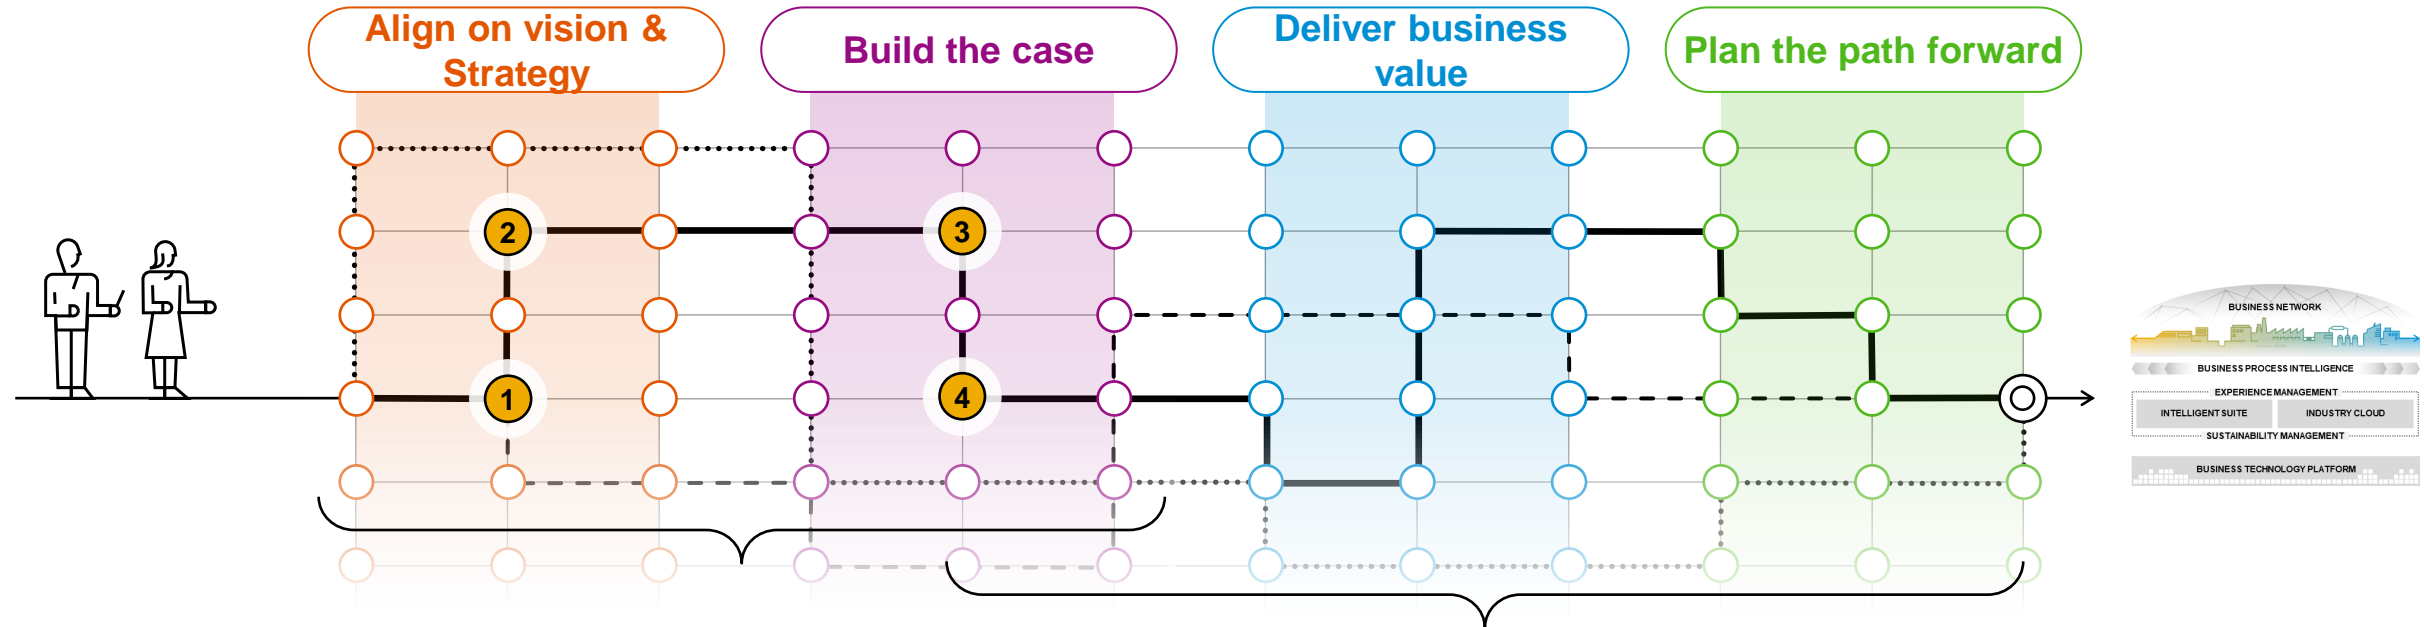 Align on vision &
Strategy
Build the case
Deliver business
value
Plan the path forward
2
3
1
4
BUSINESS NETWORK
BUSINESS PROCESS INTELLIGENCE
EXPERIENCE MANAGEMENT
INTELLIGENT SUITE
INDUSTRY CLOUD
SUSTAINABILITY MANAGEMENT
BUSINESS TECHNOLOGY PLATFORM